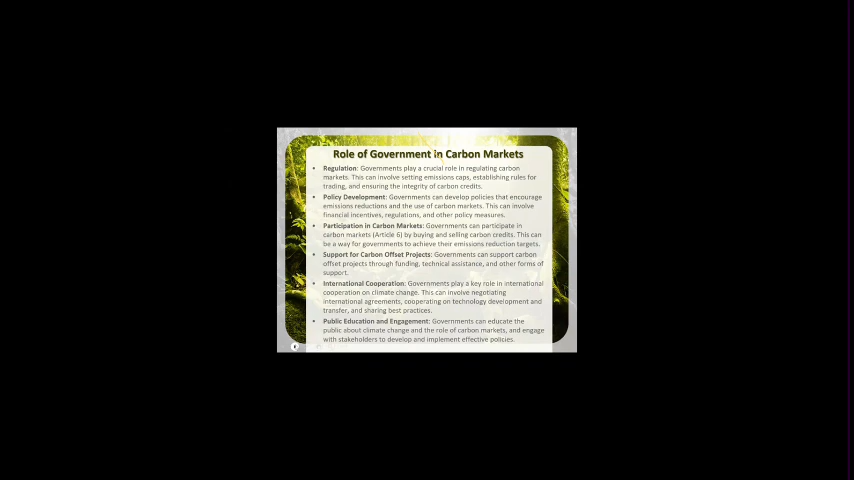 Role of Government in Carbon Markets
• Regulation: Governments play a crucial role in regulating carbon
markets. This can involve setting emissions caps, establishing rules for
trading, and ensuring the integrity of carbon credits.
• Policy Development: Governments can develop policies that encourage
emissions reductions and the use of carbon markets. This can involve
financial incentives, regulations, and other policy measures.
• Participation in Carbon Markets: Governments can participate in
carbon markets (Article 6) by buying and selling carbon credits. This can
be a way for governments to achieve their emissions reduction targets.
• Support for Carbon Offset Projects: Governments can support carbon
offset projects through funding, technical assistance, and other forms of
support.
• International Cooperation: Governments play a key role in international
cooperation on climate change. This can involve negotiating
international agreements, cooperating on technology development and
transfer, and sharing best practices.
• Public Education and Engagement: Governments can educate the
public about climate change and the role of carbon markets, and engage
with stakeholders to develop and implement effective policies.